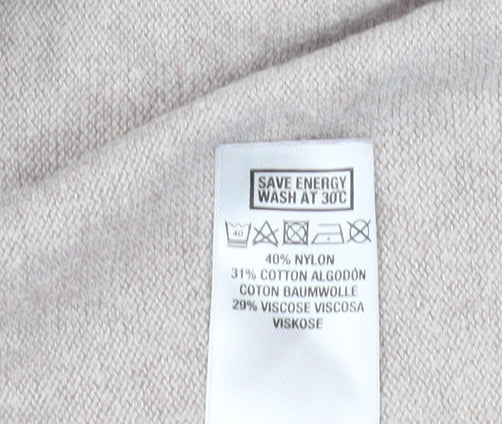 SAVE ENERGY
WASH AT 30°C
40
40% NYLON
31% COTTON ALGODÓN
COTON BAUMWOLLE
29% VISCOSE VISCOSA
VISKOSE